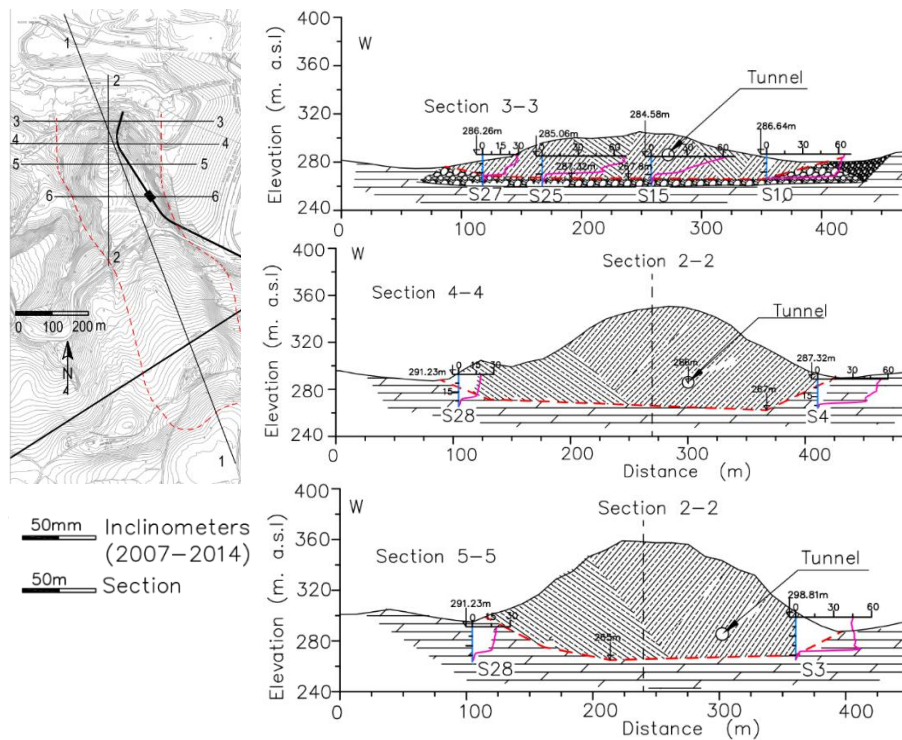 1
2
3 3
4 4
5 5
6 6
2
0 100 200 m
N
1
50mm Inclinometers
(2007-2014)
50m Section
400
360
320
280
240
Elevation (m. a.s.l)
W
Section 3-3
Tunnel
284.58m
286.26m 285.06m 286.64m
0 15 30
0 30 60
S27 S25 S15 S10
0 100 200 300 400
400
360
320
280
240
Elevation (m. a.s.l)
W
Section 2-2
Section 4-4
Tunnel
291.23m
0 15 30
15
266m
267m
287.32m
0 30 60
15
S28 S4
0 100 200 300 400
Distance (m)
400
360
320
280
240
Elevation (m. a.s.l)
W
Section 2-2
Section 5-5
Tunnel
291.23m
0 15 30
265m
298.81m
0 30 60
S28 S3
0 50 100 150 200 250 300 350 400 450
Distance (m)